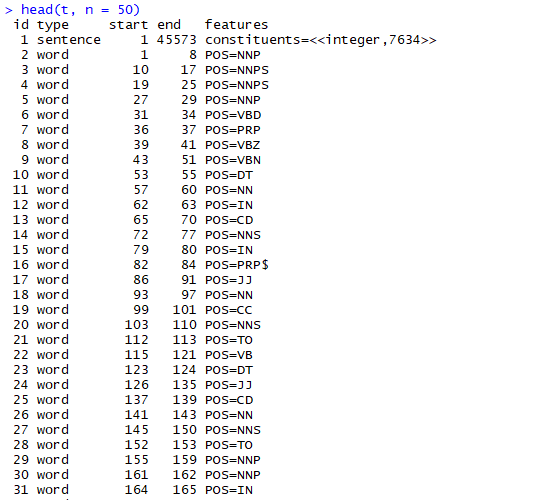 > head(t, n = 50)
id type start end features
1 sentence 1 45573 constituents=<<integer,7634>>
2 word 1 8 POS=NNP
3 word 10 17 POS=NNPS
4 word 19 25 POS=NNPS
5 word 27 29 POS=NNP
6 word 31 34 POS=VBD
7 word 36 37 POS=PRP
8 word 39 41 POS=VBZ
9 word 43 51 POS=VBN
10 word 53 55 POS=DT
11 word 57 60 POS=NN
12 word 62 63 POS=IN
13 word 65 70 POS=CD
14 word 72 77 POS=NNS
15 word 79 80 POS=IN
16 word 82 84 POS=PRP$
17 word 86 91 POS=JJ
18 word 93 97 POS=NN
19 word 99 101 POS=CC
20 word 103 110 POS=NNS
21 word 112 113 POS=TO
22 word 115 121 POS=VB
23 word 123 124 POS=DT
24 word 126 135 POS=JJ
25 word 137 139 POS=CD
26 word 141 143 POS=NN
27 word 145 150 POS=NNS
28 word 152 153 POS=TO
29 word 155 159 POS=NNP
30 word 161 162 POS=NNP
31 word 164 165 POS=IN